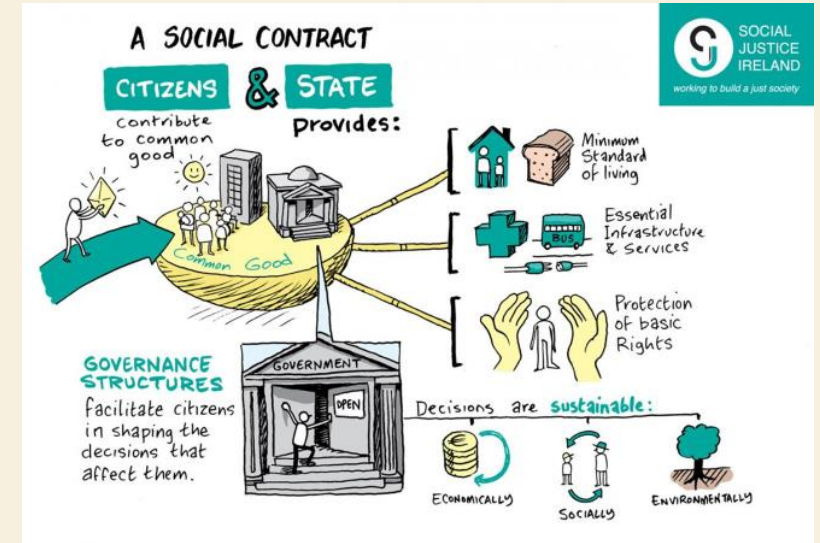 A SOCIAL CONTRACT
CITIZENS & STATE
contribute
to common
good
provides:
SOCIAL
JUSTICE
IRELAND
working to build a just society
Minimum
Standard
of living
Essential
Infrastructure
& Services
BUS
Common Good
Protection
of basic
Rights
GOVERNANCE
STRUCTURES
facilitate citizens
in shaping the
decisions that
affect them.
GOVERNMENT
OPEN
Decisions are sustainable:
ECONOMICALLY
SOCIALLY
ENVIRONMENTALLY